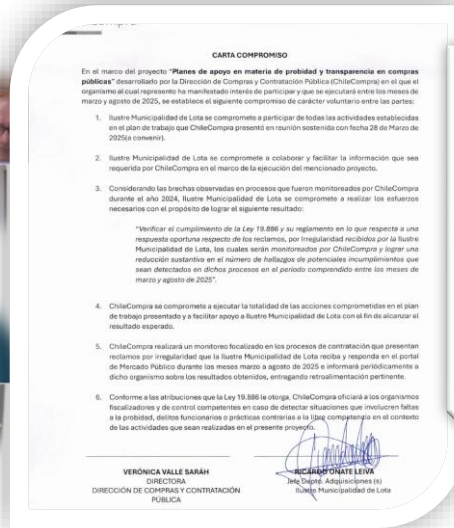 CARTA COMPROMISO
En el marco del proyecto "Planes de apoyo en materia de probidad y transparencia en compras
públicas" desarrollado por la Dirección de Compras y Contratación Pública (ChileCompra) en el que el
organismo al cual represento ha manifestado interés de participar y que se ejecutará entre los meses de
marzo y agosto de 2025, se establece el siguiente compromiso de carácter voluntario entre las partes:
1. Ilustre Municipalidad de Lota se compromete a participar de todas las actividades establecidas
en el plan de trabajo que ChileCompra presentó en reunión sostenida con fecha 28 de Marzo de
2025(a convenir).
2. Ilustre Municipalidad de Lota se compromete a colaborar y facilitar la información que sea
requerida por ChileCompra en el marco de la ejecución del mencionado proyecto.
3. Considerando las brechas observadas en procesos que fueron monitoreados por ChileCompra
durante el año 2024, Ilustre Municipalidad de Lota se compromete a realizar los esfuerzos
necesarios con el propósito de lograr el siguiente resultado:
"Verificar el cumplimiento de la Ley 19.886 y su reglamento en lo que respecta a una
respuesta oportuna respecto de los reclamos, por Irregularidad recibidos por la Ilustre
Municipalidad de Lota, los cuales serán monitoreados por ChileCompra y lograr una
reducción sustantiva en el número de hallazgos de potenciales incumplimientos que
sean detectados en dichos procesos en el periodo comprendido entre los meses de
marzo y agosto de 2025".
4. ChileCompra se compromete a ejecutar la totalidad de las acciones comprometidas en el plan
de trabajo presentado y a facilitar apoyo a Ilustre Municipalidad de Lota con el fin de alcanzar el
resultado esperado.
5. ChileCompra realizará un monitoreo focalizado en los procesos de contratación que presentan
reclamos por irregularidad que la Ilustre Municipalidad de Lota reciba y responda en el portal
de Mercado Público durante los meses marzo a agosto de 2025 e informará periódicamente a
dicho organismo sobre los resultados obtenidos, entregando retroalimentación pertinente.
6. Conforme a las atribuciones que la Ley 19.886 le otorga, ChileCompra oficiará a los organismos
fiscalizadores y de control competentes en caso de detectar situaciones que involucren faltas
a la probidad, delitos funcionarios o prácticas contrarias a la libre competencia en el contexto
de las actividades que sean realizadas en el presente proyecto.
VERÓNICA VALLE SARÁH
DIRECTORA
DIRECCIÓN DE COMPRAS Y CONTRATACIÓN
PÚBLICA
RICARDO OÑATE LEIVA
Jefe Depto. Adquisiciones (s)
Ilustre Municipalidad de Lota